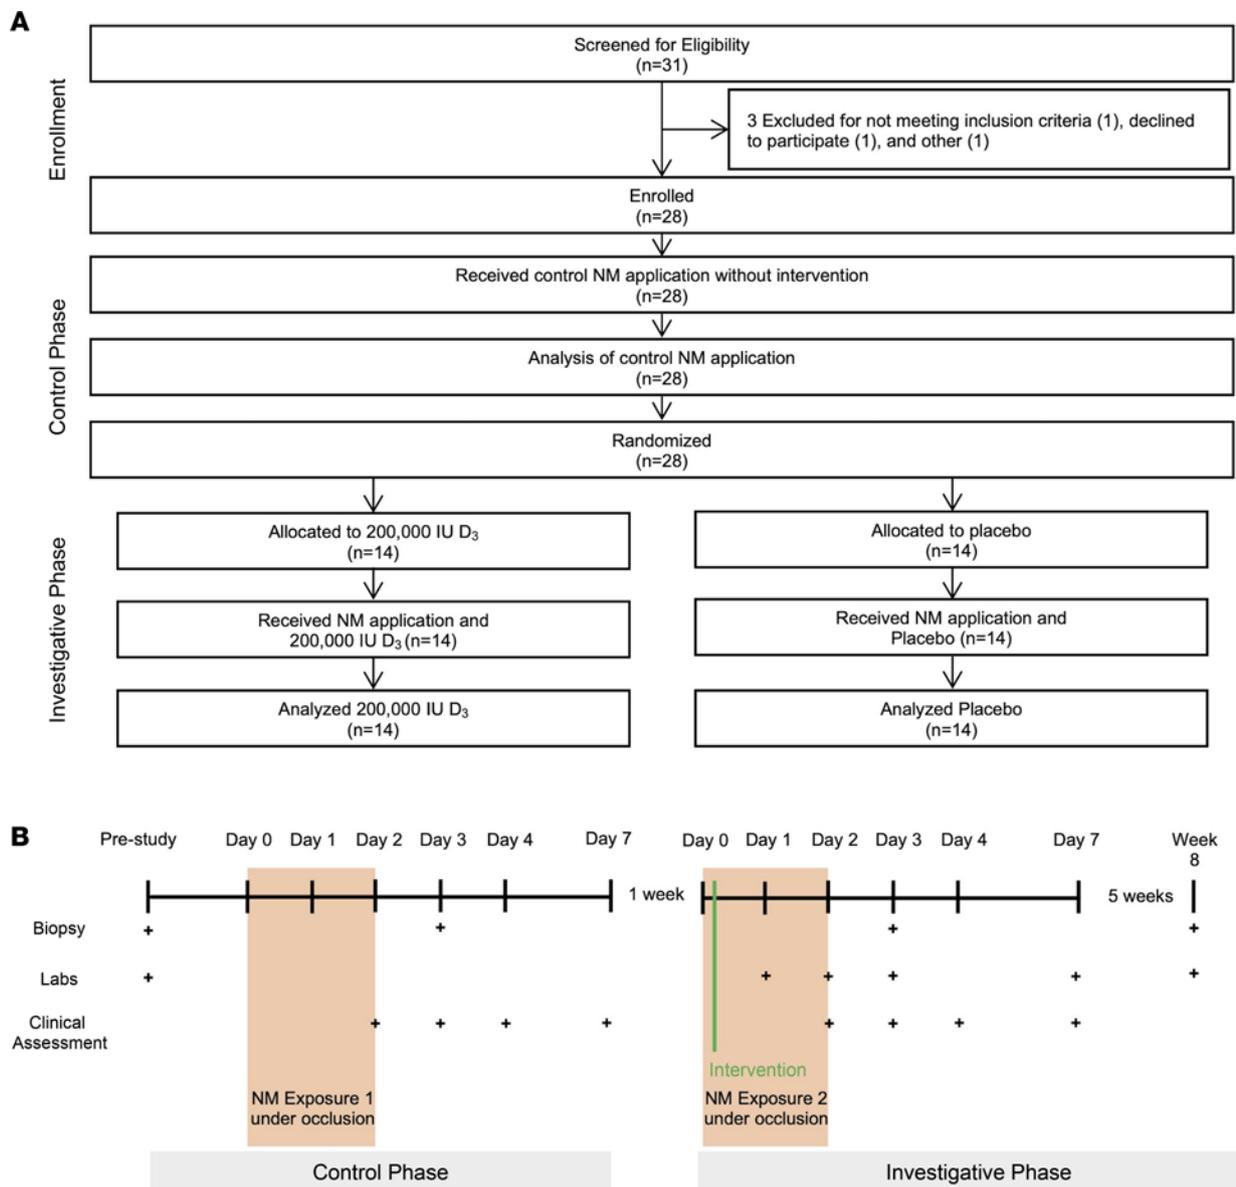 A
Enrollment
Screened for Eligibility
(n=31)
3 Excluded for not meeting inclusion criteria (1), declined
to participate (1), and other (1)
Enrolled
(n=28)
Control Phase
Received control NM application without intervention
(n=28)
Analysis of control NM application
(n=28)
Randomized
(n=28)
Investigative Phase
Allocated to 200,000 IU D₃
(n=14)
Allocated to placebo
(n=14)
Received NM application and
200,000 IU D₃ (n=14)
Received NM application and
Placebo (n=14)
Analyzed 200,000 IU D₃
(n=14)
Analyzed Placebo
(n=14)
B
Pre-study Day 0 Day 1 Day 2 Day 3 Day 4 Day 7 Day 0 Day 1 Day 2 Day 3 Day 4 Day 7 Week
8
1 week 5 weeks
Biopsy + + + +
Labs + + + + + +
Clinical
Assessment + + + + + + + +
Intervention
NM Exposure 1
under occlusion
NM Exposure 2
under occlusion
Control Phase Investigative Phase